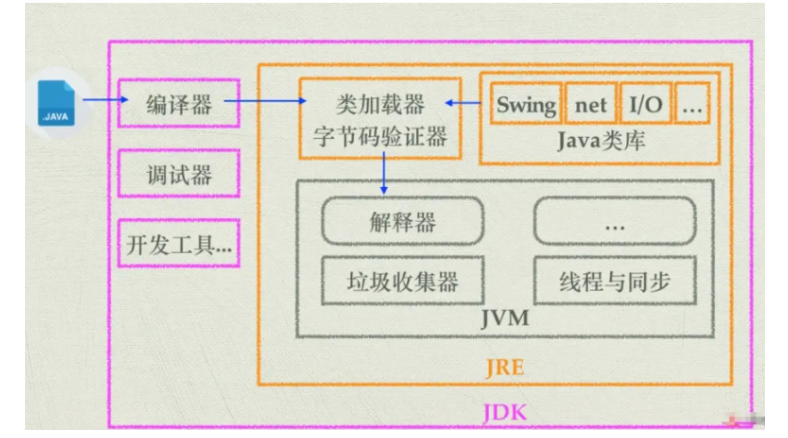 .JAVA
编译器
调试器
开发工具...
类加载器
字节码验证器
Swing net I/O ...
Java类库
解释器
...
垃圾收集器
线程与同步
JVM
JRE
JDK